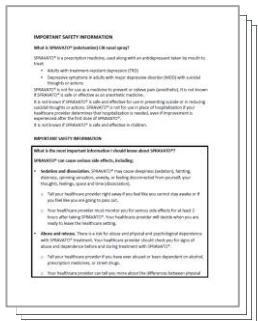 IMPORTANT SAFETY INFORMATION
What is SPRAVATO® (esketamine) CIII nasal spray?
SPRAVATO® is a prescription medicine, used along with an antidepressant taken by mouth to
treat:
• Adults with treatment-resistant depression (TRD)
• Depressive symptoms in adults with major depressive disorder (MDD) with suicidal
thoughts or actions
SPRAVATO® is not for use as a medicine to prevent or relieve pain (anesthetic). It is not known
if SPRAVATO® is safe or effective as an anesthetic medicine.
It is not known if SPRAVATO® is safe and effective for use in preventing suicide or in reducing
suicidal thoughts or actions. SPRAVATO® is not for use in place of hospitalization if your
healthcare provider determines that hospitalization is needed, even if improvement is
experienced after the first dose of SPRAVATO®.
It is not known if SPRAVATO® is safe and effective in children.
IMPORTANT SAFETY INFORMATION
What is the most important information I should know about SPRAVATO®?
SPRAVATO® can cause serious side effects, including:
• Sedation and dissociation. SPRAVATO® may cause sleepiness (sedation), fainting,
dizziness, spinning sensation, anxiety, or feeling disconnected from yourself, your
thoughts, feelings, space and time (dissociation).
o Tell your healthcare provider right away if you feel like you cannot stay awake or if
you feel like you are going to pass out.
o Your healthcare provider must monitor you for serious side effects for at least 2
hours after taking SPRAVATO®. Your healthcare provider will decide when you are
ready to leave the healthcare setting.
• Abuse and misuse. There is a risk for abuse and physical and psychological dependence
with SPRAVATO® treatment. Your healthcare provider should check you for signs of
abuse and dependence before and during treatment with SPRAVATO®.
o Tell your healthcare provider if you have ever abused or been dependent on alcohol,
prescription medicines, or street drugs.
o Your healthcare provider can tell you more about the differences between physical